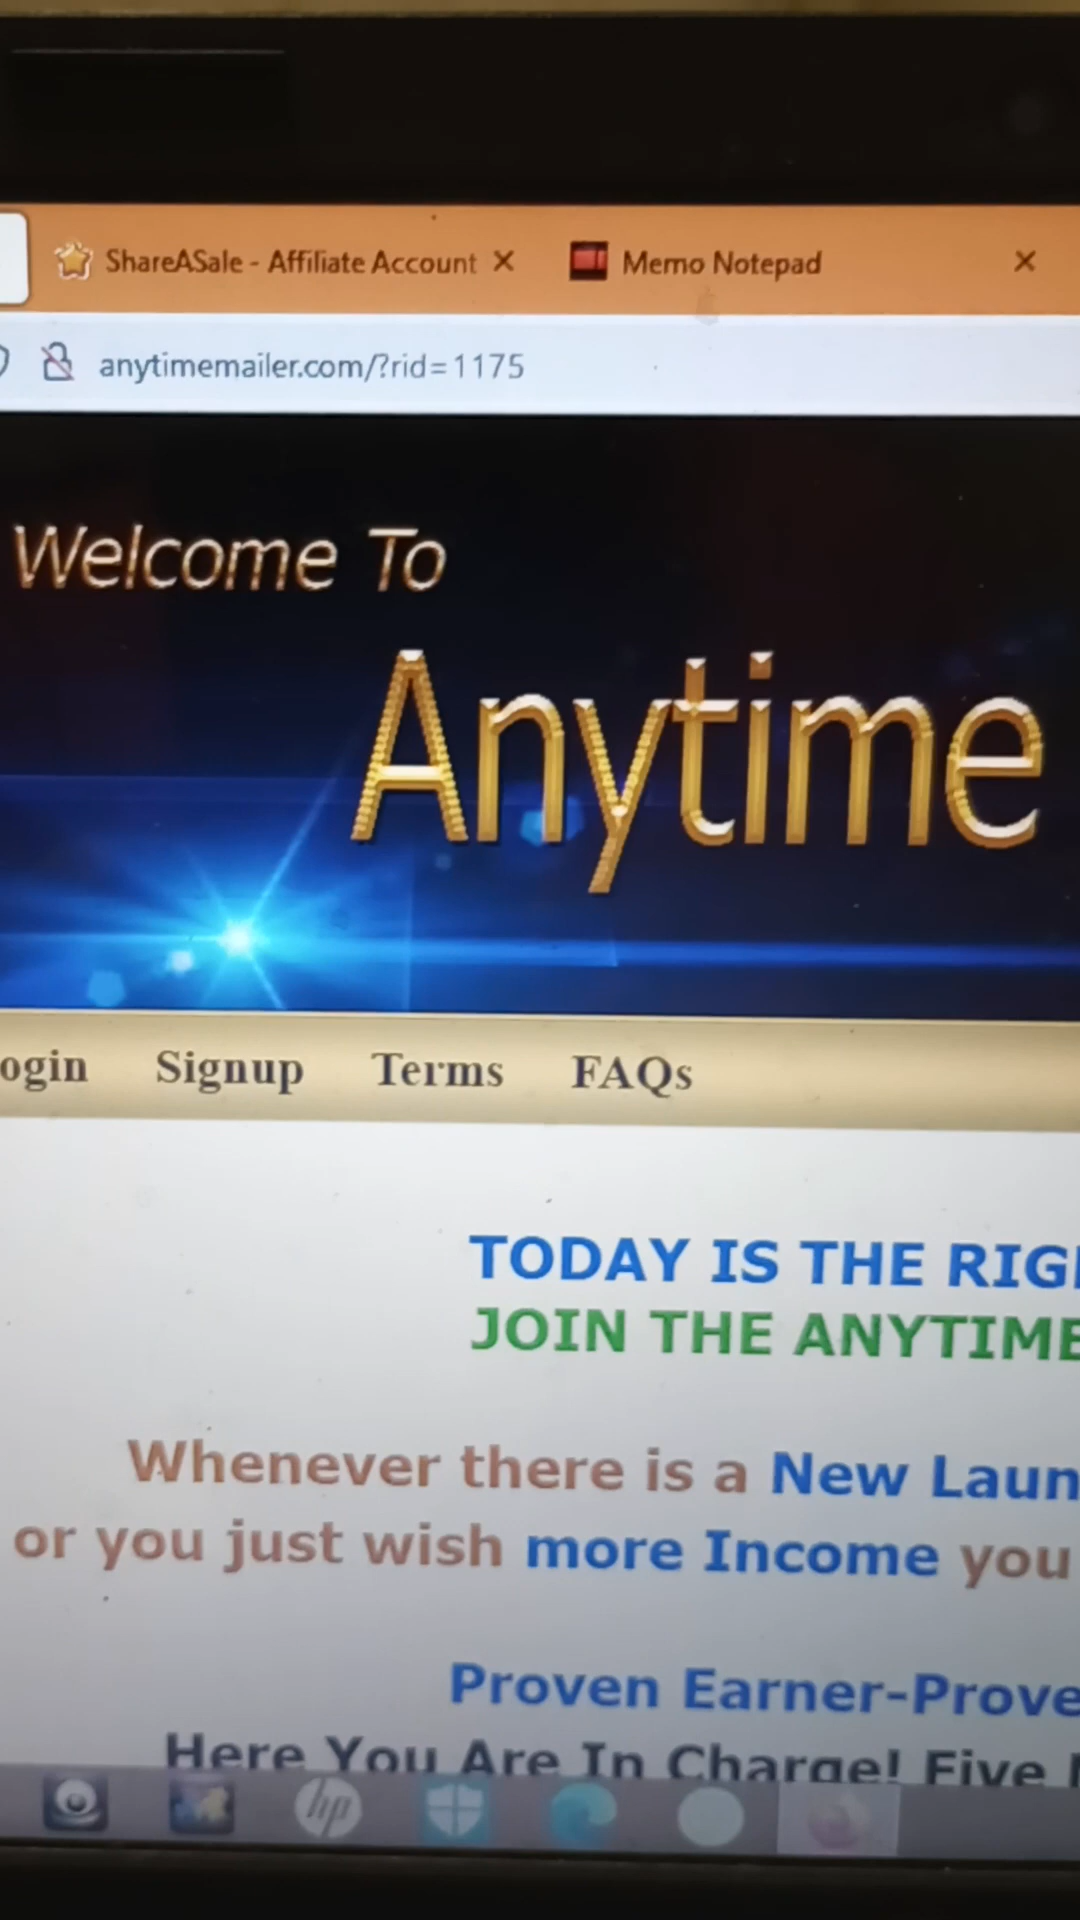 ShareASale - Affiliate Account
Memo Notepad
anytimemailer.com/?rid=1175
Welcome To
Anytime
ogin Signup Terms FAQs
TODAY IS THE RIG
JOIN THE ANYTIME
Whenever there is a New Laun
or you just wish more Income you
Proven Earner-Prove
Here You Are In Charge! Five
hp